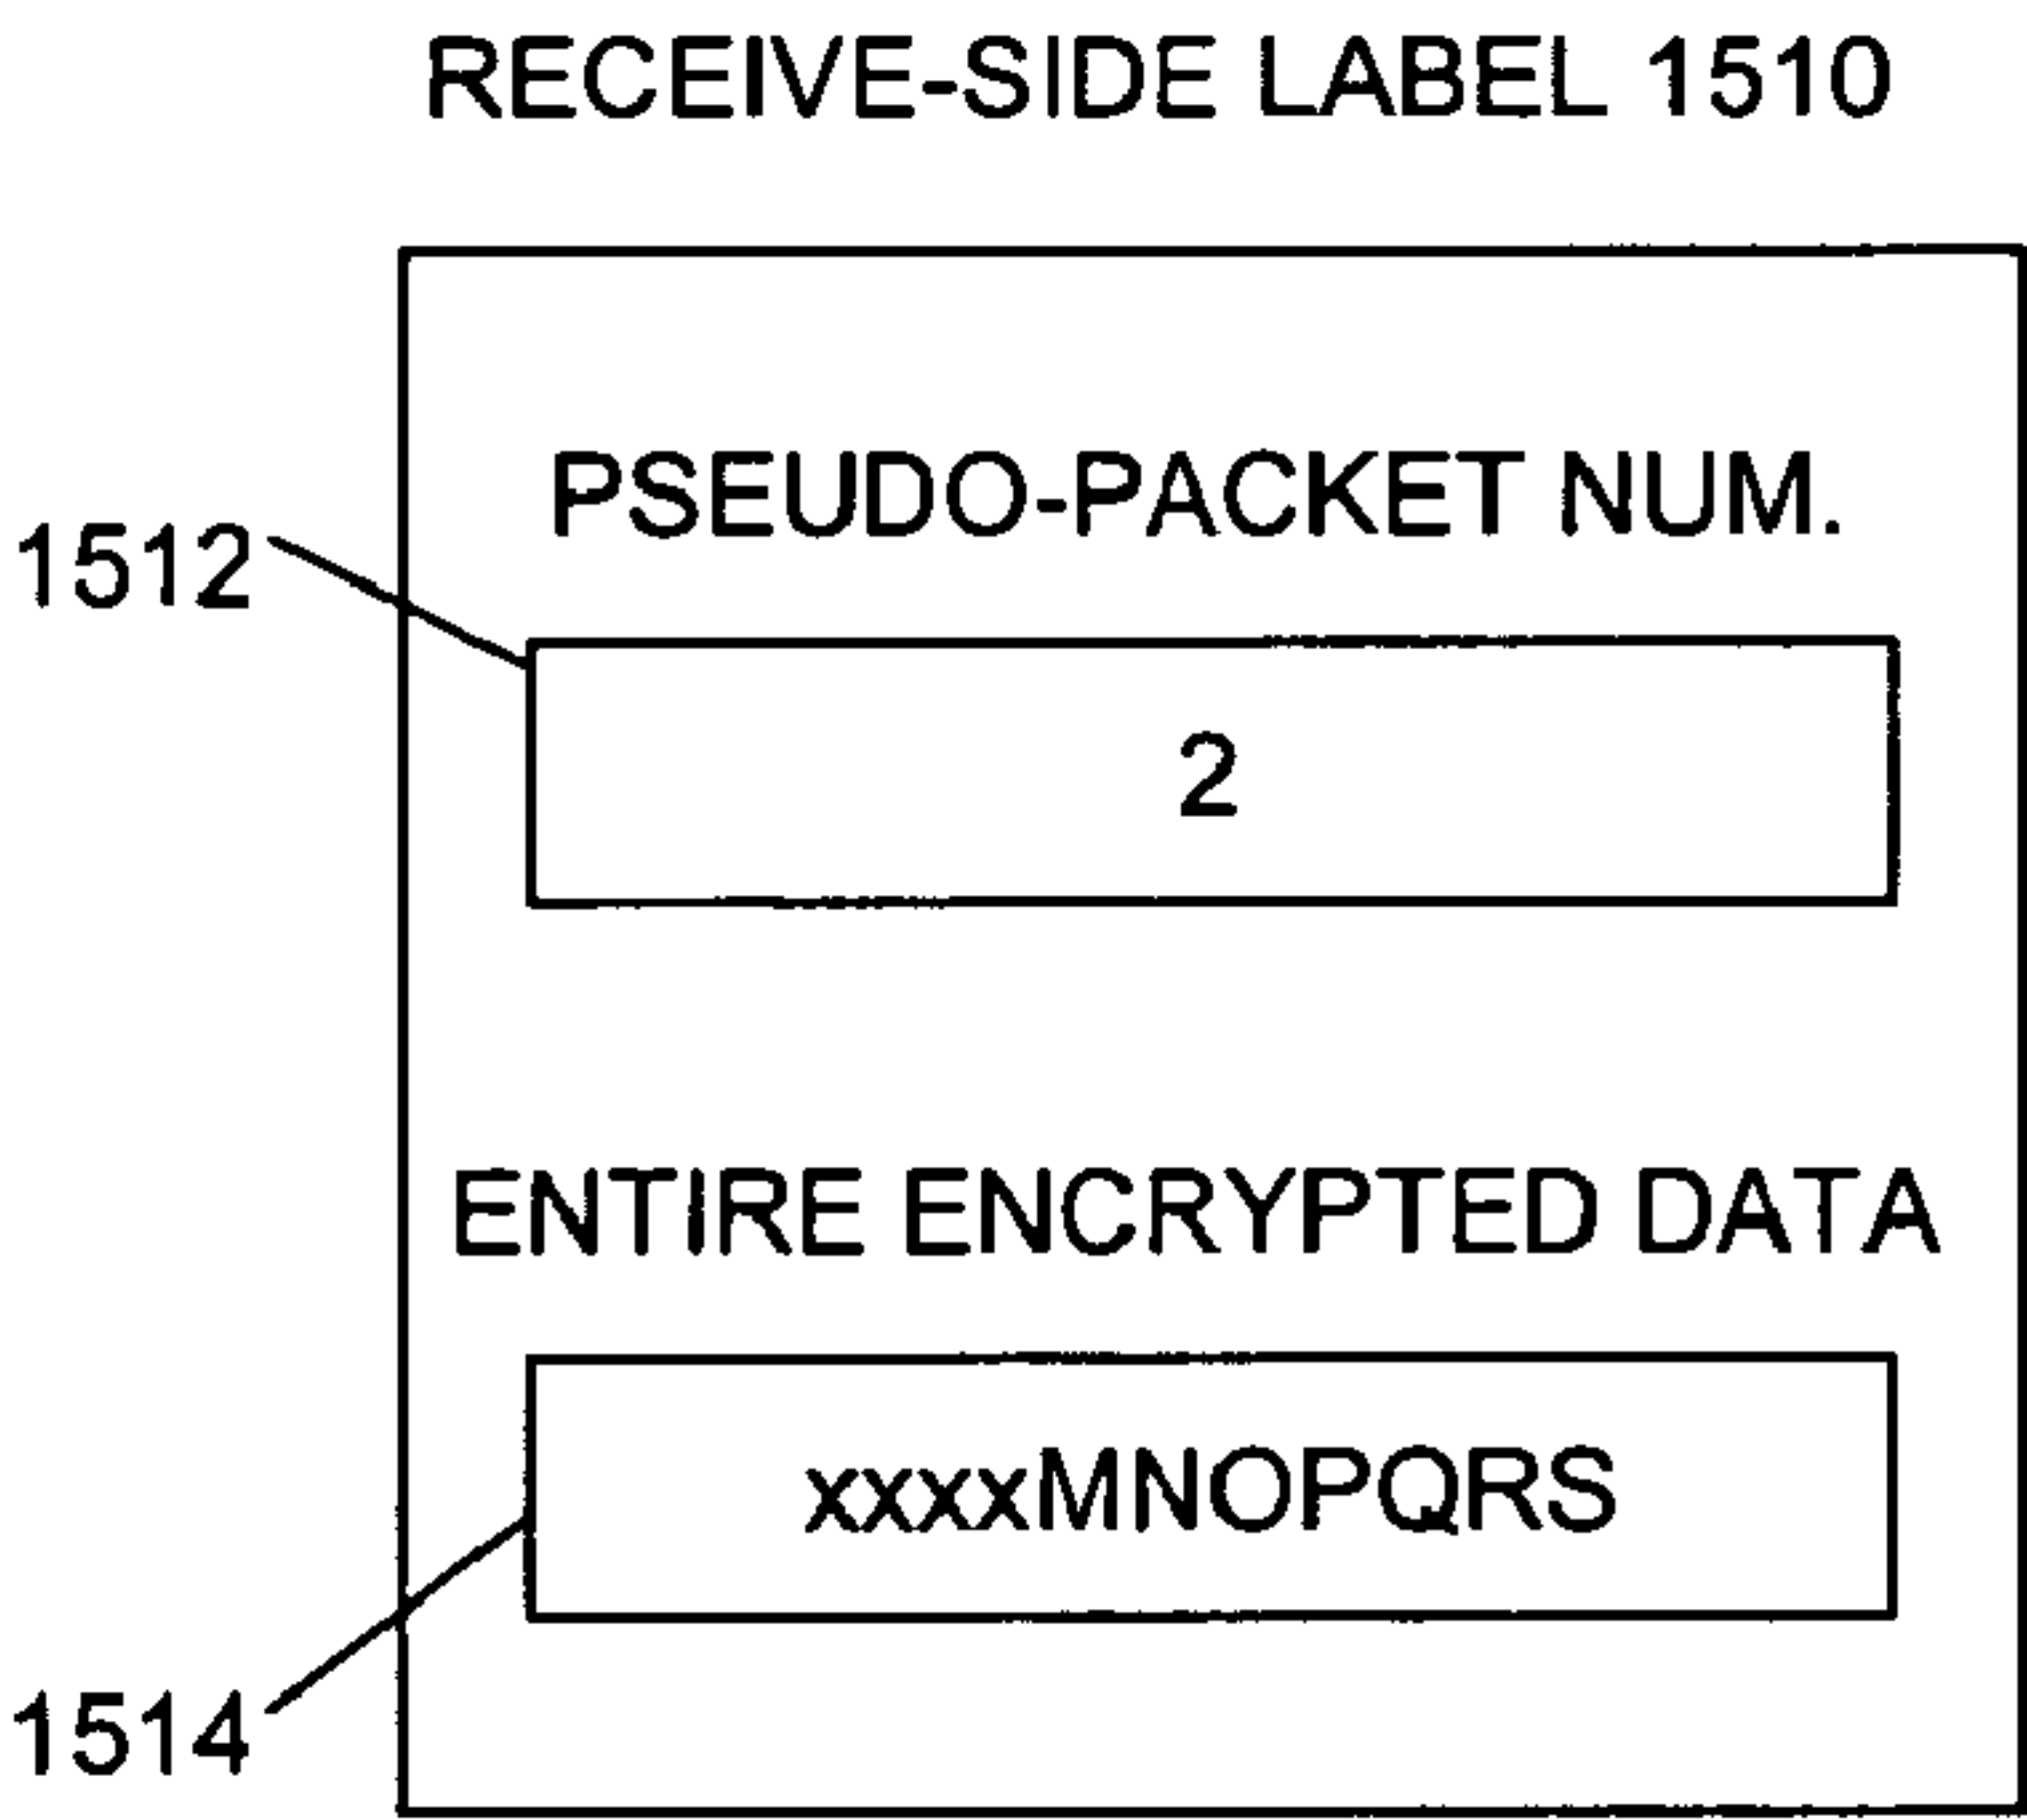 RECEIVE-SIDE LABEL 1510
PSEUDO-PACKET NUM.
1512
2
ENTIRE ENCRYPTED DATA
xxxxMNOPQRS
1514